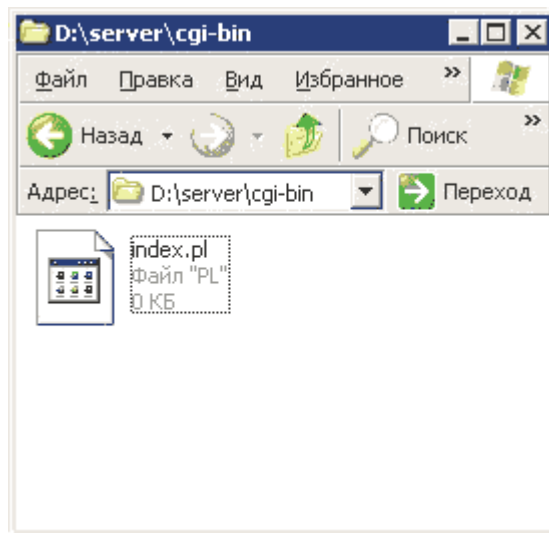 D:\server\cgi-bin
Файл Правка Вид Избранное »
Назад Поиск »
Адрес: D:\server\cgi-bin Переход
index.pl
Файл "PL"
0 КБ